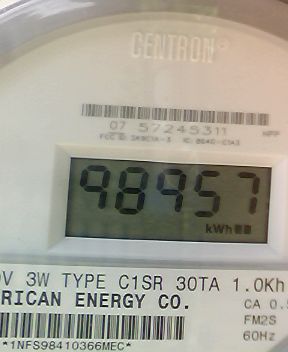 CENTRON®
07 57245311
98957
kWh
V 3W TYPE C1SR 30TA 1.0Kh
RICAN ENERGY CO.
CA 0.5
FM2S
60Hz
*1NFS98410366MEC*